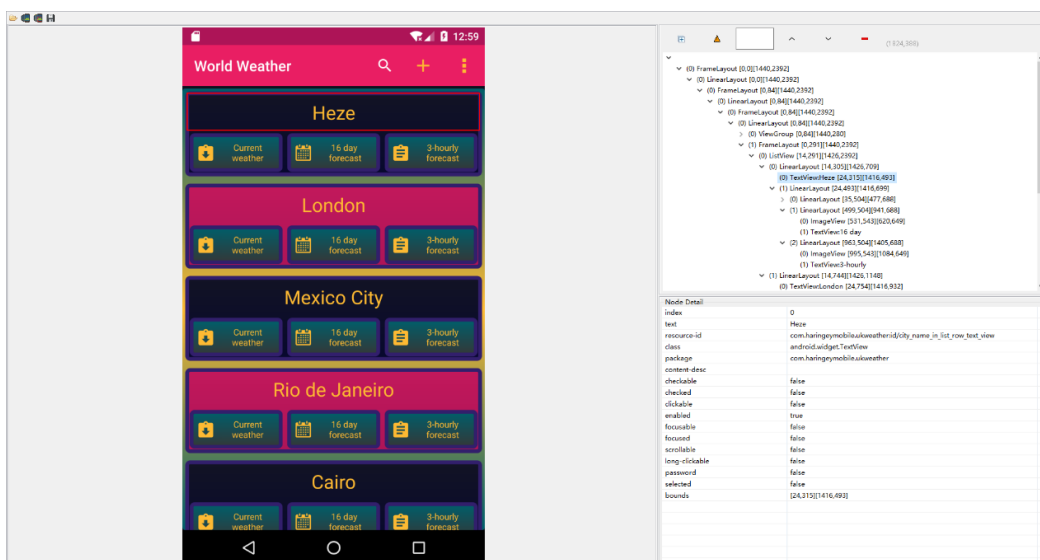 12:59
World Weather
Heze
Current weather
16 day forecast
3-hourly forecast
London
Current weather
16 day forecast
3-hourly forecast
Mexico City
Current weather
16 day forecast
3-hourly forecast
Rio de Janeiro
Current weather
16 day forecast
3-hourly forecast
Cairo
Current weather
16 day forecast
3-hourly forecast
(0) FrameLayout [0,0][1440,2392]
(0) LinearLayout [0,0][1440,2392]
(0) FrameLayout [0,84][1440,2392]
(0) LinearLayout [0,84][1440,2392]
(0) FrameLayout [0,84][1440,2392]
(0) LinearLayout [0,84][1440,2392]
(0) ViewGroup [0,84][1440,280]
(1) FrameLayout [0,291][1440,2392]
(0) ListView [14,291][1426,2392]
(0) LinearLayout [14,305][1426,709]
(0) TextView:Heze [24,315][1416,493]
(1) LinearLayout [24,493][1416,699]
(0) LinearLayout [35,504][477,688]
(1) LinearLayout [499,504][941,688]
(0) ImageView [531,543][620,649]
(1) TextView:16 day
(2) LinearLayout [963,504][1405,688]
(0) ImageView [995,543][1084,649]
(1) TextView:3-hourly
(1) LinearLayout [14,744][1426,1148]
(0) TextView:London [24,754][1416,932]
Node Detail
index 0
text Heze
resource-id com.haringeymobile.ukweather:id/city_name_in_list_row_text_view
class android.widget.TextView
package com.haringeymobile.ukweather
content-desc
checkable false
checked false
clickable false
enabled true
focusable false
focused false
scrollable false
long-clickable false
password false
selected false
bounds [24,315][1416,493]